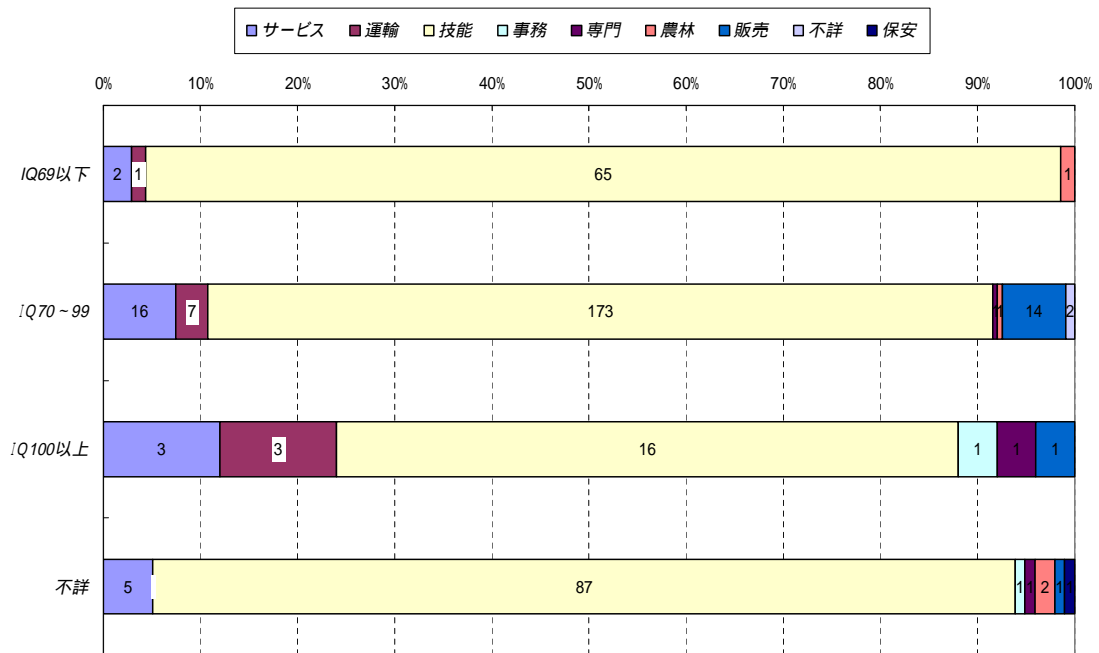 サービス 運輸 技能 事務 専門 農林 販売 不詳 保安
0% 10% 20% 30% 40% 50% 60% 70% 80% 90% 100%
IQ69以下 2 1 65 1
IQ70~99 16 7 173 1 1 14 2
IQ100以上 3 3 16 1 1 1
不詳 5 87 1 1 2 1 1